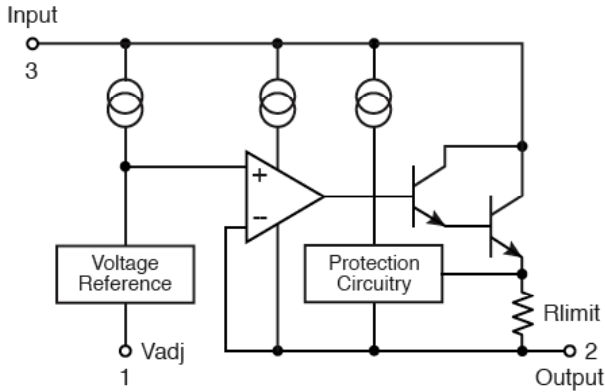 Input
3
+
--
Voltage
Reference
Protection
Circuitry
Rlimit
Vadj
1
2
Output